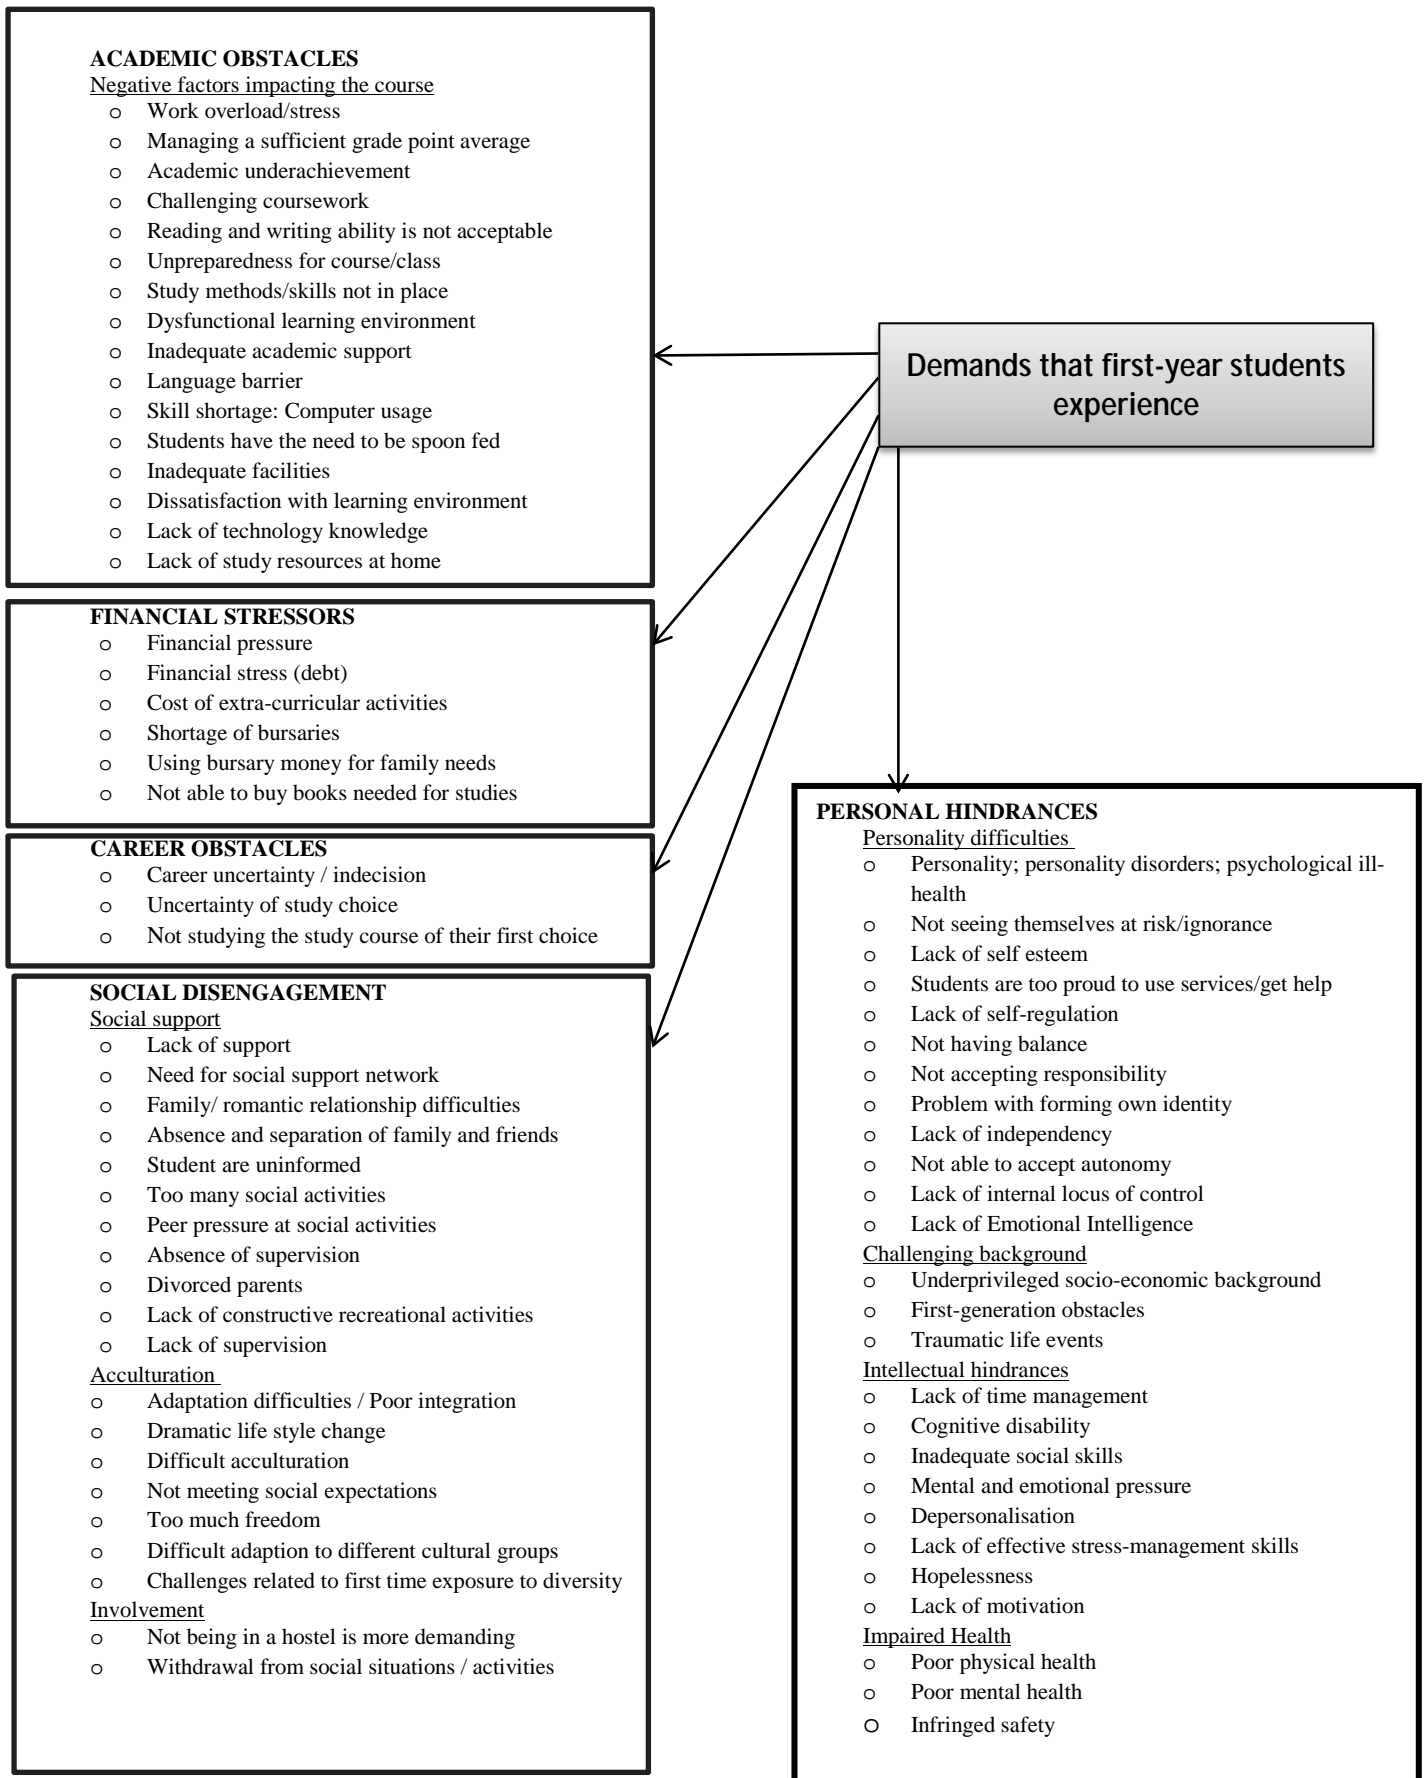 ACADEMIC OBSTACLES
Negative factors impacting the course
o Work overload/stress
o Managing a sufficient grade point average
o Academic underachievement
o Challenging coursework
o Reading and writing ability is not acceptable
o Unpreparedness for course/class
o Study methods/skills not in place
o Dysfunctional learning environment
o Inadequate academic support
o Language barrier
o Skill shortage: Computer usage
o Students have the need to be spoon fed
o Inadequate facilities
o Dissatisfaction with learning environment
o Lack of technology knowledge
o Lack of study resources at home
Demands that first-year students
experience
FINANCIAL STRESSORS
o Financial pressure
o Financial stress (debt)
o Cost of extra-curricular activities
o Shortage of bursaries
o Using bursary money for family needs
o Not able to buy books needed for studies
CAREER OBSTACLES
o Career uncertainty / indecision
o Uncertainty of study choice
o Not studying the study course of their first choice
SOCIAL DISENGAGEMENT
Social support
o Lack of support
o Need for social support network
o Family/ romantic relationship difficulties
o Absence and separation of family and friends
o Student are uninformed
o Too many social activities
o Peer pressure at social activities
o Absence of supervision
o Divorced parents
o Lack of constructive recreational activities
o Lack of supervision
Acculturation
o Adaptation difficulties / Poor integration
o Dramatic life style change
o Difficult acculturation
o Not meeting social expectations
o Too much freedom
o Difficult adaption to different cultural groups
o Challenges related to first time exposure to diversity
Involvement
o Not being in a hostel is more demanding
o Withdrawal from social situations / activities
PERSONAL HINDRANCES
Personality difficulties
o Personality; personality disorders; psychological ill-
health
o Not seeing themselves at risk/ignorance
o Lack of self esteem
o Students are too proud to use services/get help
o Lack of self-regulation
o Not having balance
o Not accepting responsibility
o Problem with forming own identity
o Lack of independency
o Not able to accept autonomy
o Lack of internal locus of control
o Lack of Emotional Intelligence
Challenging background
o Underprivileged socio-economic background
o First-generation obstacles
o Traumatic life events
Intellectual hindrances
o Lack of time management
o Cognitive disability
o Inadequate social skills
o Mental and emotional pressure
o Depersonalisation
o Lack of effective stress-management skills
o Hopelessness
o Lack of motivation
Impaired Health
o Poor physical health
o Poor mental health
o Infringed safety